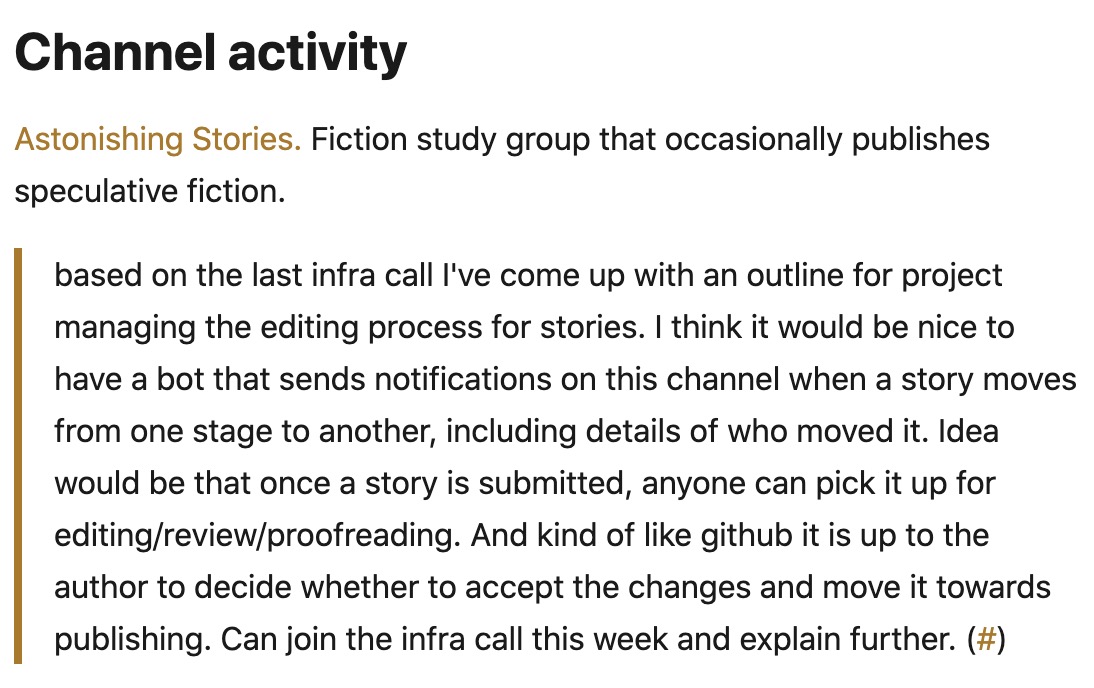 Channel activity
Astonishing Stories. Fiction study group that occasionally publishes
speculative fiction.
based on the last infra call I've come up with an outline for project
managing the editing process for stories. I think it would be nice to
have a bot that sends notifications on this channel when a story moves
from one stage to another, including details of who moved it. Idea
would be that once a story is submitted, anyone can pick it up for
editing/review/proofreading. And kind of like github it is up to the
author to decide whether to accept the changes and move it towards
publishing. Can join the infra call this week and explain further. (#)